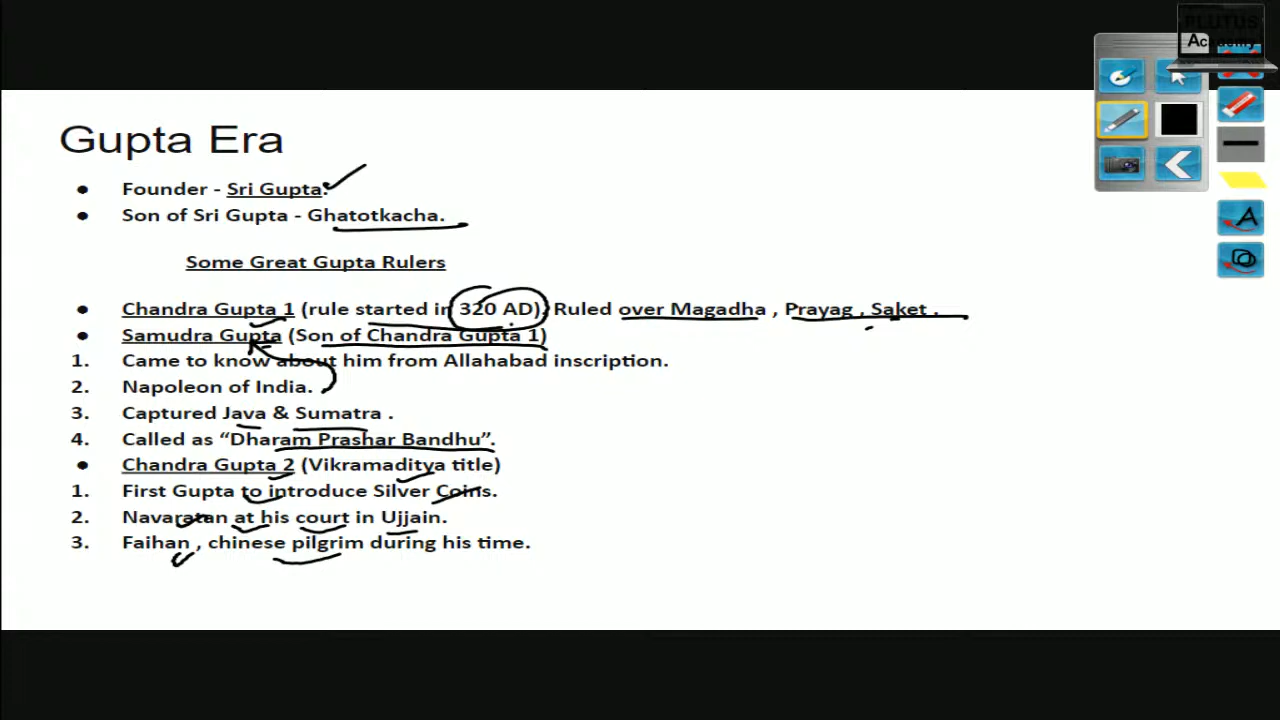 PLUTUS
Academy
Gupta Era
● Founder - Sri Gupta.
● Son of Sri Gupta - Ghatotkacha.
Some Great Gupta Rulers
● Chandra Gupta 1 (rule started in 320 AD). Ruled over Magadha , Prayag , Saket .
● Samudra Gupta (Son of Chandra Gupta 1)
1. Came to know about him from Allahabad inscription.
2. Napoleon of India.
3. Captured Java & Sumatra .
4. Called as “Dharam Prashar Bandhu”.
● Chandra Gupta 2 (Vikramaditya title)
1. First Gupta to introduce Silver Coins.
2. Navaratan at his court in Ujjain.
3. Faihan , chinese pilgrim during his time.